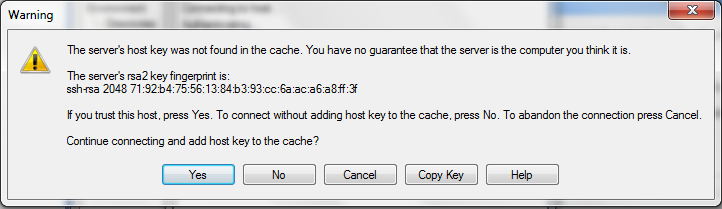 Warning
The server's host key was not found in the cache. You have no guarantee that the server is the computer you think it is.
The server's rsa2 key fingerprint is:
ssh-rsa 2048 71:92:b4:75:56:13:84:b3:93:cc:6a:ac:a6:a8:ff:3f
If you trust this host, press Yes. To connect without adding host key to the cache, press No. To abandon the connection press Cancel.
Continue connecting and add host key to the cache?
Yes No Cancel Copy Key Help